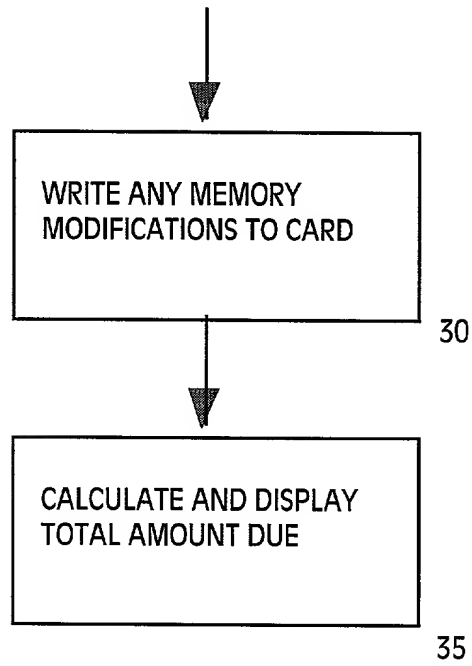 WRITE ANY MEMORY
MODIFICATIONS TO CARD
30
CALCULATE AND DISPLAY
TOTAL AMOUNT DUE
35